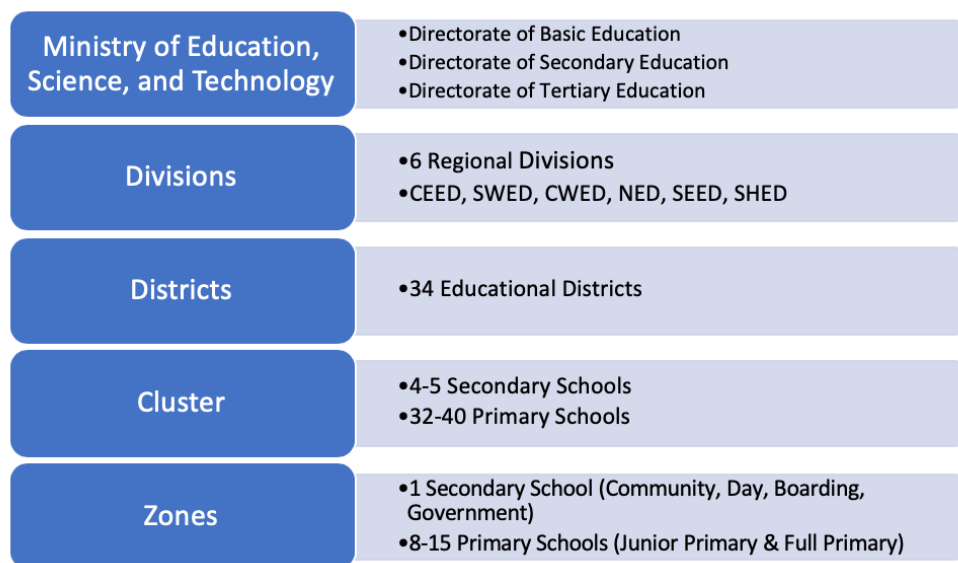 Ministry of Education,
Science, and Technology
•Directorate of Basic Education
•Directorate of Secondary Education
•Directorate of Tertiary Education
Divisions
•6 Regional Divisions
•CEED, SWED, CWED, NED, SEED, SHED
Districts
•34 Educational Districts
Cluster
•4-5 Secondary Schools
•32-40 Primary Schools
Zones
•1 Secondary School (Community, Day, Boarding,
Government)
•8-15 Primary Schools (Junior Primary & Full Primary)